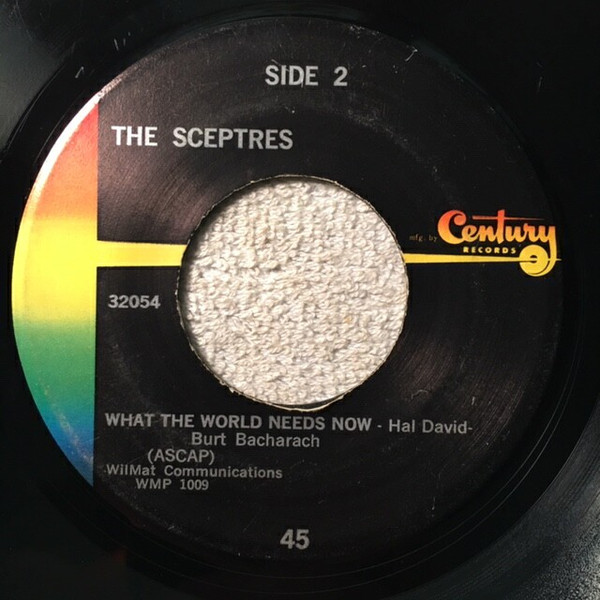 SIDE 2
THE SCEPTRES
mfg. by Century
RECORDS
32054
WHAT THE WORLD NEEDS NOW - Hal David-
Burt Bacharach
(ASCAP)
WilMat Communications
WMP 1009
45